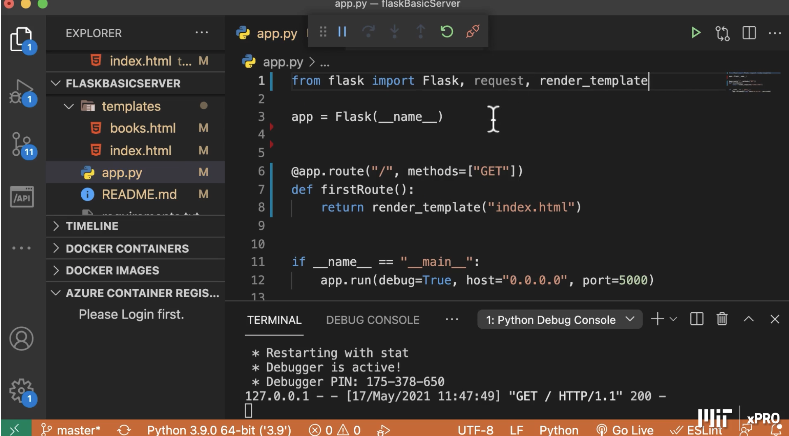 app.py — flaskBasicServer
EXPLORER
index.html t... M
FLASKBASICSERVER
templates
books.html M
index.html M
app.py M
README.md M
TIMELINE
DOCKER CONTAINERS
DOCKER IMAGES
AZURE CONTAINER REGIS...
Please Login first.
1
1
11
/API
1
app.py
app.py > ...
1 from flask import Flask, request, render_template
2
3 app = Flask(__name__)
4
5
6 @app.route("/", methods=["GET"])
7 def firstRoute():
8 return render_template("index.html")
9
10
11 if __name__ == "__main__":
12 app.run(debug=True, host="0.0.0.0", port=5000)
13
TERMINAL DEBUG CONSOLE ... 1: Python Debug Console
* Restarting with stat
* Debugger is active!
* Debugger PIN: 175-378-650
127.0.0.1 - - [17/May/2021 11:47:49] "GET / HTTP/1.1" 200 -
MIT xPRO
master* Python 3.9.0 64-bit ('3.9') 0 0 UTF-8 LF Python Go Live ESLint